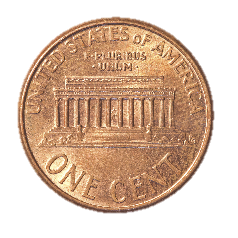 UNITED STATES OF AMERICA
E·PLURIBUS
·UNUM·
ONE CENT